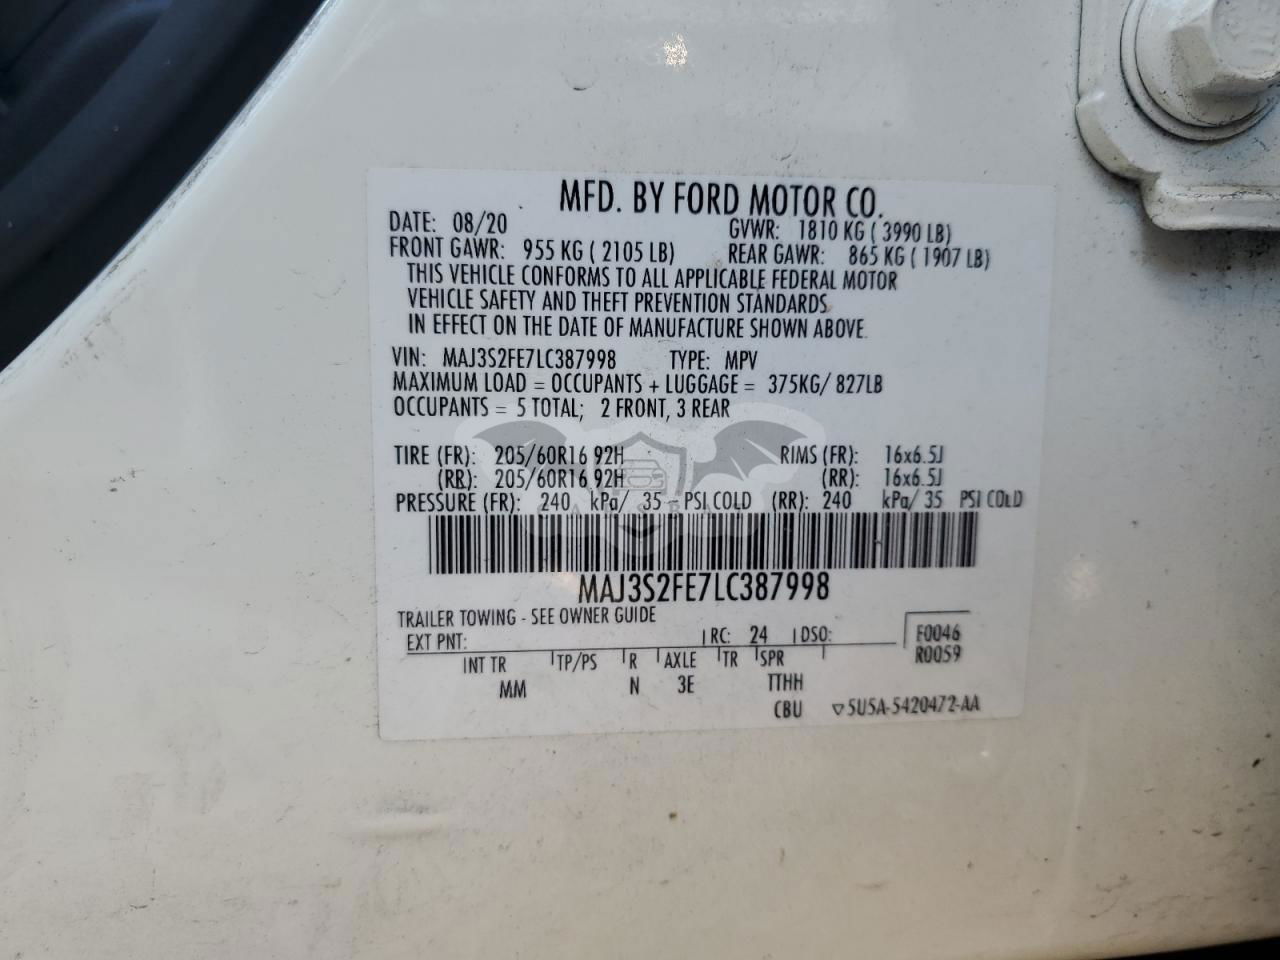 MFD. BY FORD MOTOR CO.
DATE: 08/20 GVWR: 1810 KG ( 3990 LB)
FRONT GAWR: 955 KG ( 2105 LB) REAR GAWR: 865 KG ( 1907 LB)
THIS VEHICLE CONFORMS TO ALL APPLICABLE FEDERAL MOTOR
VEHICLE SAFETY AND THEFT PREVENTION STANDARDS
IN EFFECT ON THE DATE OF MANUFACTURE SHOWN ABOVE.
VIN: MAJ3S2FE7LC387998 TYPE: MPV
MAXIMUM LOAD = OCCUPANTS + LUGGAGE = 375KG/ 827LB
OCCUPANTS = 5 TOTAL; 2 FRONT, 3 REAR
TIRE (FR): 205/60R16 92H RIMS (FR): 16x6.5J
(RR): 205/60R16 92H (RR): 16x6.5J
PRESSURE (FR): 240 kPa/ 35 PSI COLD (RR): 240 kPa/ 35 PSI COLD
MAJ3S2FE7LC387998
TRAILER TOWING - SEE OWNER GUIDE
EXT PNT: RC: 24 DSO: F0046
R0059
INT TR TP/PS R AXLE TR SPR
MM N 3E TTHH
CBU ▽5U5A-5420472-AA